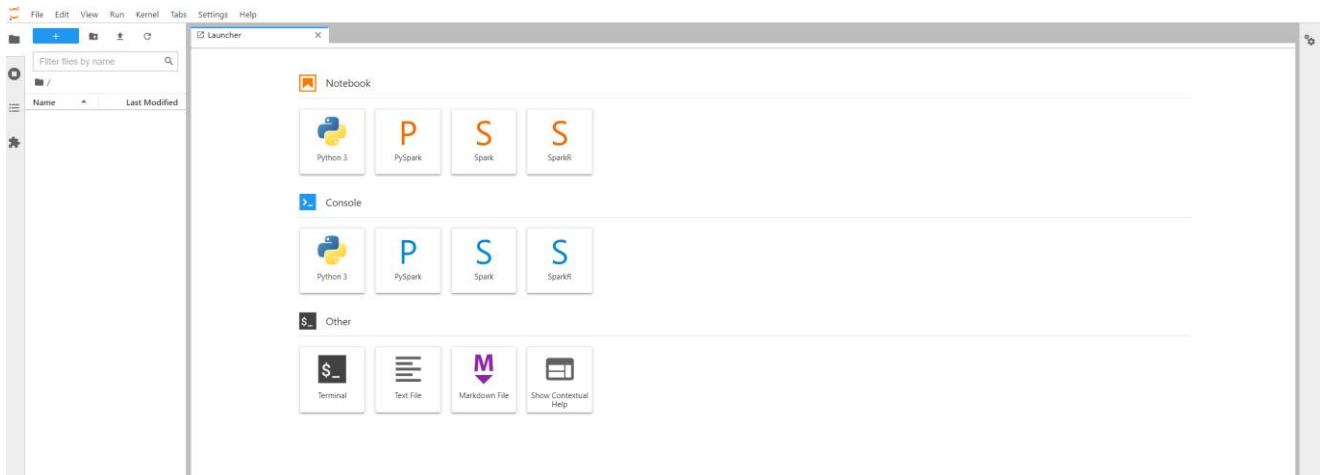 File Edit View Run Kernel Tabs Settings Help
+
Filter files by name
/
Name Last Modified
Launcher
Notebook
Python 3 PySpark Spark SparkR
P S S
Console
Python 3 PySpark Spark SparkR
P S S
$_ Other
$_ M
Terminal Text File Markdown File Show Contextual
Help